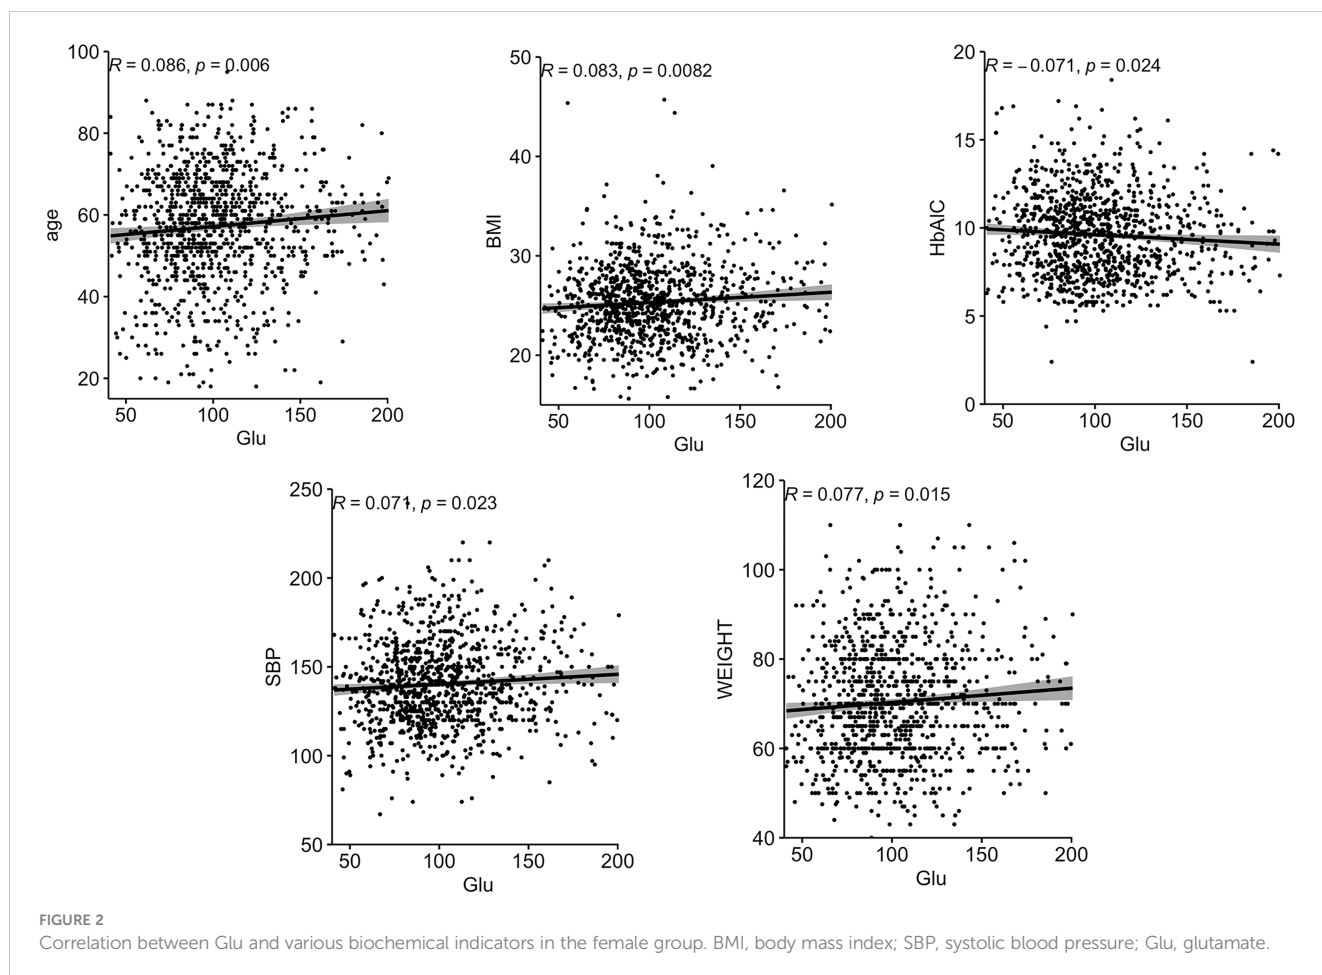 R = 0.086, p = 0.006
100
80
60
40
20
age
50 100 150 200
Glu
R = 0.083, p = 0.0082
50
40
30
20
BMI
50 100 150 200
Glu
R = −0.071, p = 0.024
20
15
10
5
0
HbAIC
50 100 150 200
Glu
R = 0.071, p = 0.023
250
200
150
100
50
SBP
50 100 150 200
Glu
R = 0.077, p = 0.015
120
100
80
60
40
WEIGHT
50 100 150 200
Glu
FIGURE 2
Correlation between Glu and various biochemical indicators in the female group. BMI, body mass index; SBP, systolic blood pressure; Glu, glutamate.